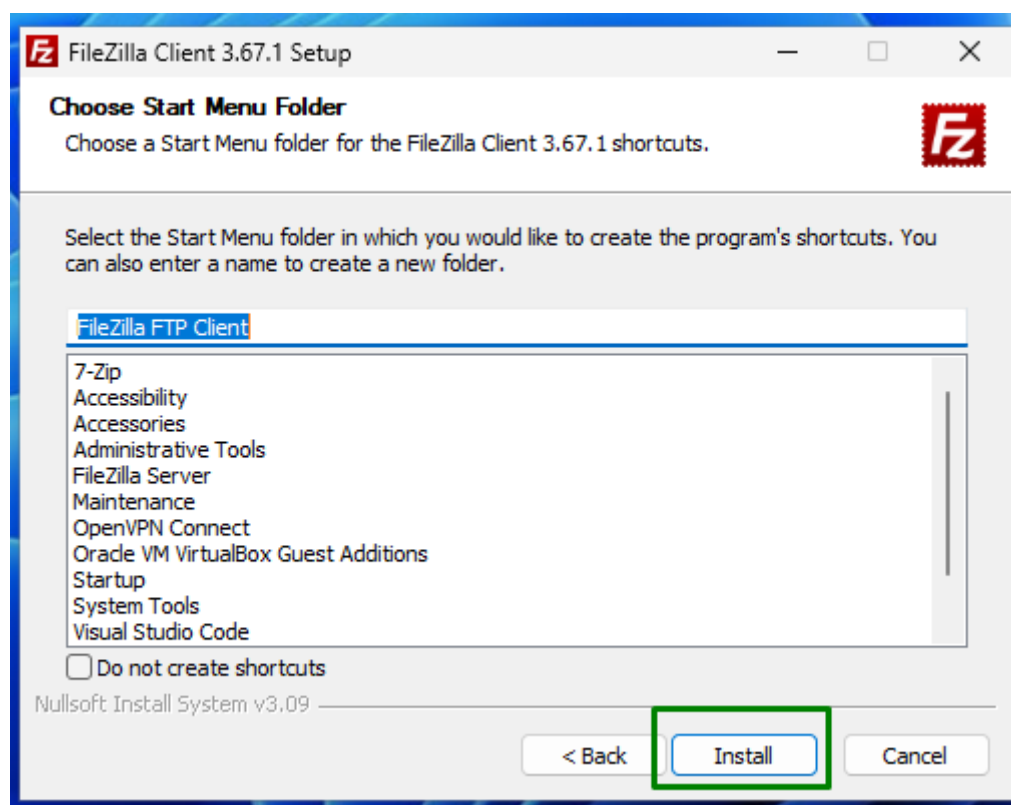 FileZilla Client 3.67.1 Setup
Choose Start Menu Folder
Choose a Start Menu folder for the FileZilla Client 3.67.1 shortcuts.
Select the Start Menu folder in which you would like to create the program's shortcuts. You
can also enter a name to create a new folder.
FileZilla FTP Client
7-Zip
Accessibility
Accessories
Administrative Tools
FileZilla Server
Maintenance
OpenVPN Connect
Oracle VM VirtualBox Guest Additions
Startup
System Tools
Visual Studio Code
Do not create shortcuts
Nullsoft Install System v3.09
< Back Install Cancel